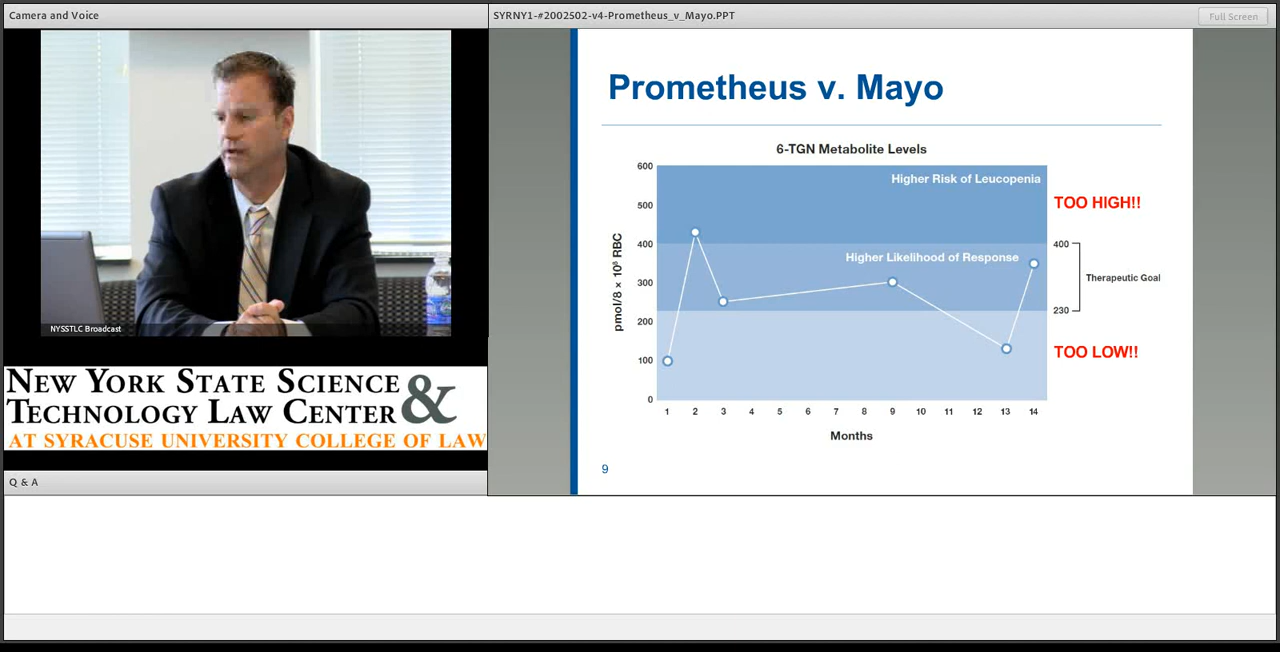 Camera and Voice
NYSSTLC Broadcast
NEW YORK STATE SCIENCE
TECHNOLOGY LAW CENTER &
AT SYRACUSE UNIVERSITY COLLEGE OF LAW
Q & A
SYRNY1-#2002502-v4-Prometheus_v_Mayo.PPT
Full Screen
Prometheus v. Mayo
6-TGN Metabolite Levels
pmol/8 × 10⁸ RBC
600
500
400
300
200
100
0
Higher Risk of Leucopenia
Higher Likelihood of Response
TOO HIGH!!
400
Therapeutic Goal
230
TOO LOW!!
1 2 3 4 5 6 7 8 9 10 11 12 13 14
Months
9